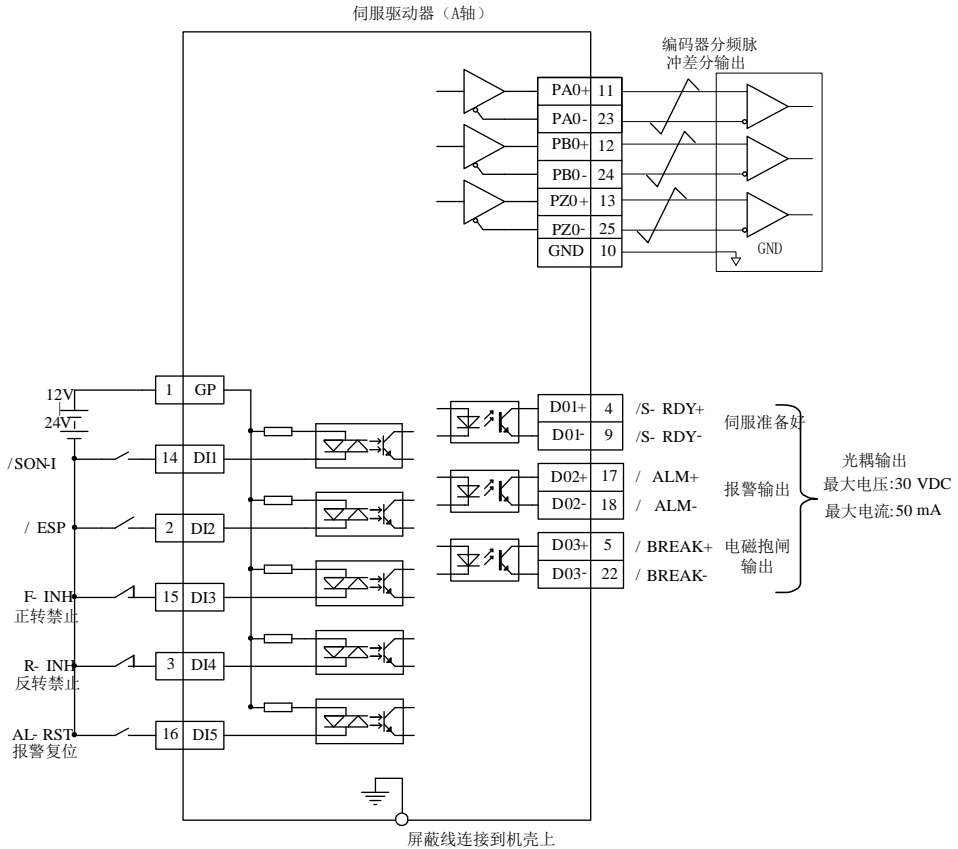 伺服驱动器（A轴）
编码器分频脉
冲差分输出
PA0+ 11
PA0- 23
PB0+ 12
PB0- 24
PZ0+ 13
PZ0- 25
GND 10
GND
12V
24V
1 GP
/SON-I 14 DI1
/ ESP 2 DI2
F- INH 15 DI3
正转禁止
R- INH 3 DI4
反转禁止
AL- RST 16 DI5
报警复位
D01+ 4 /S- RDY+
D01- 9 /S- RDY-
伺服准备好
D02+ 17 / ALM+
D02- 18 / ALM-
报警输出
D03+ 5 / BREAK+
D03- 22 / BREAK-
电磁抱闸
输出
光耦输出
最大电压:30 VDC
最大电流:50 mA
屏蔽线连接到机壳上